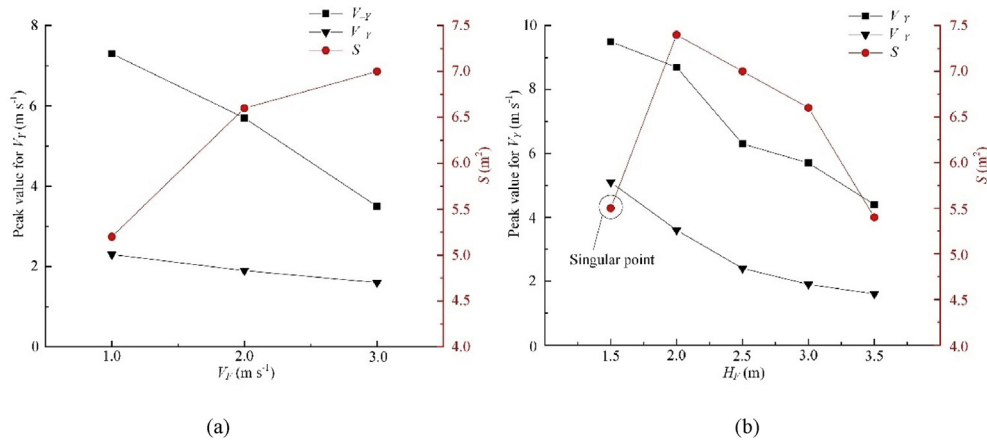 V_-Y
V_Y
S
8
6
4
2
0
Peak value for V_Y (m s⁻¹)
7.5
7.0
6.5
6.0
5.5
5.0
4.5
4.0
S (m²)
1.0 2.0 3.0
V_F (m s⁻¹)
(a)
V_Y
V_Y
S
10
8
6
4
2
0
Peak value for V_Y (m s⁻¹)
Singular point
7.5
7.0
6.5
6.0
5.5
5.0
4.5
4.0
S (m²)
1.5 2.0 2.5 3.0 3.5
H_F (m)
(b)